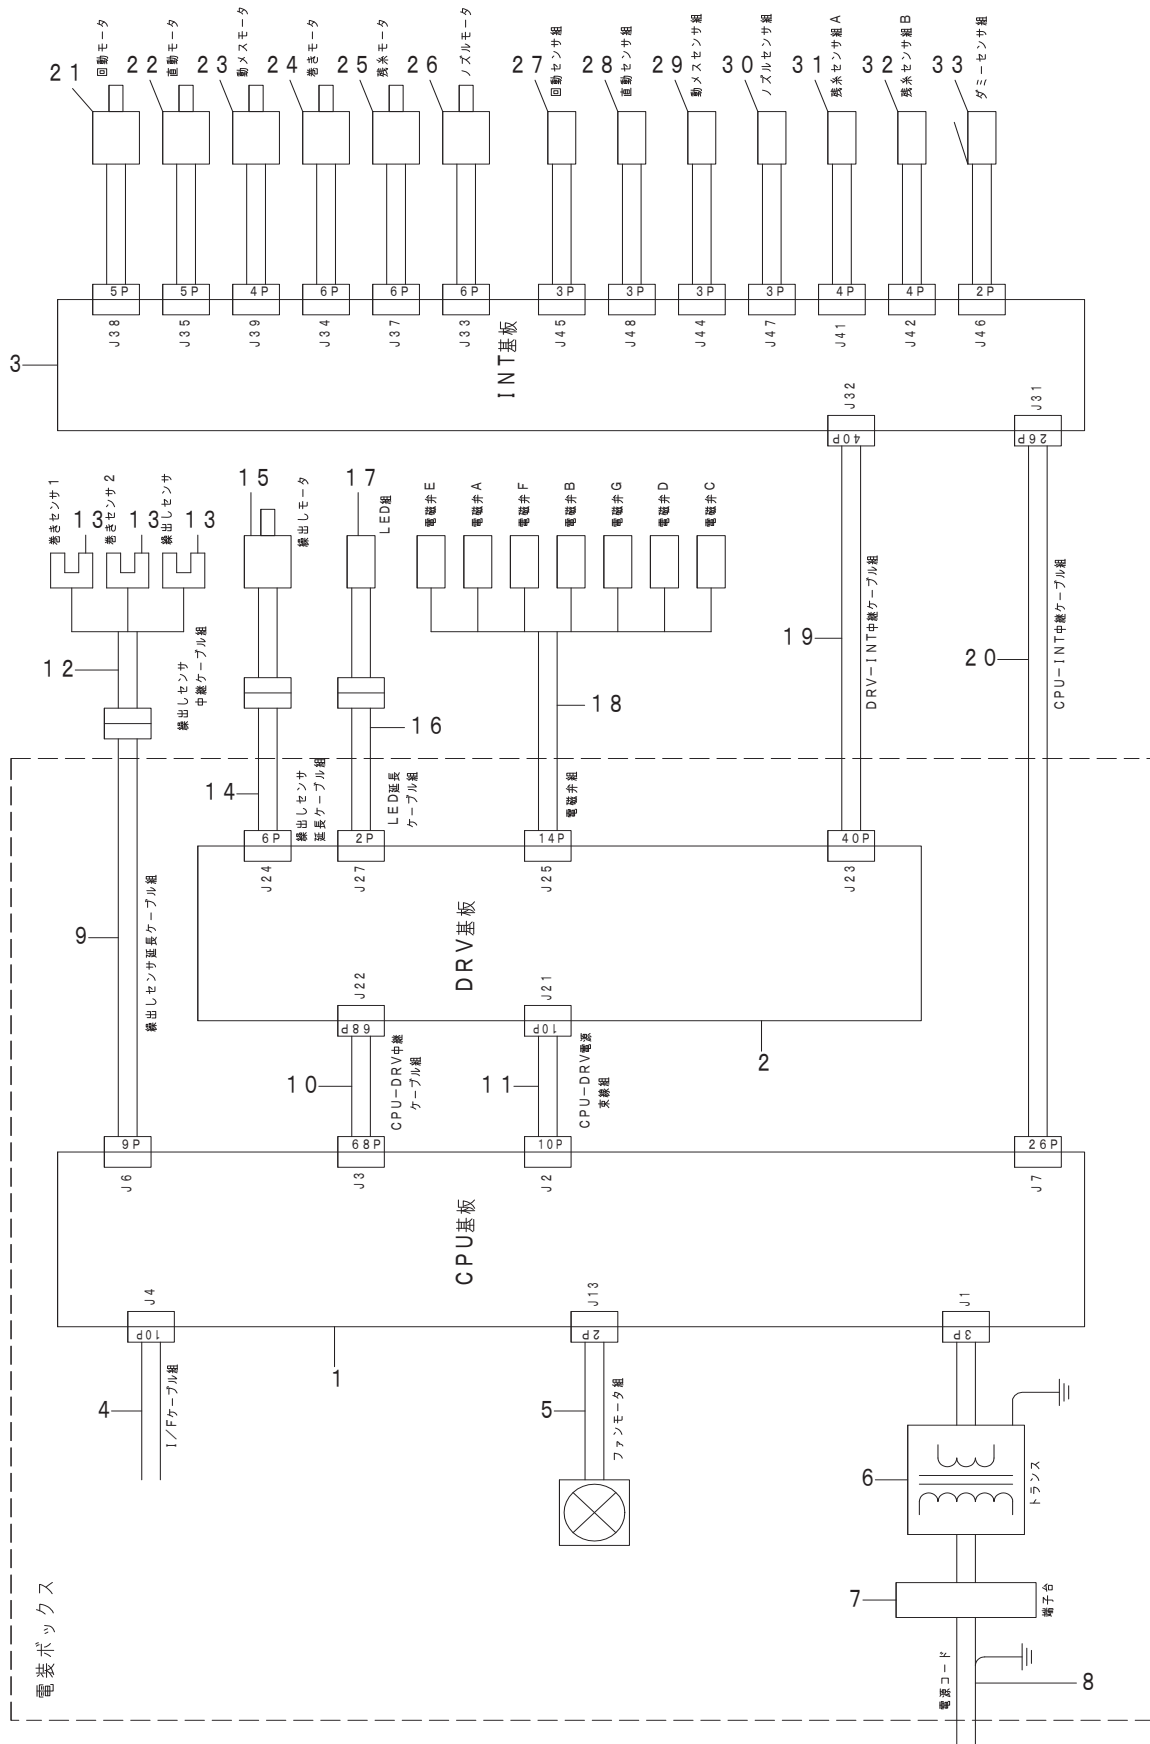 21
回動モータ
22
直動モータ
23
動メスモータ
24
巻きモータ
25
残糸モータ
26
ノズルモータ
27
回動センサ組
28
直動センサ組
29
動メスセンサ組
30
ノズルセンサ組
31
残糸センサ組A
32
残糸センサ組B
33
ダミーセンサ組
5P
5P
4P
6P
6P
6P
3P
3P
3P
3P
4P
4P
2P
J38
J35
J39
J34
J37
J33
J45
J48
J44
J47
J41
J42
J46
INT基板
3
J32
J31
40P
26P
巻きセンサ1
13
巻きセンサ2
13
繰出しセンサ
13
15
繰出しモータ
17
LED組
電磁弁E
電磁弁A
電磁弁F
電磁弁B
電磁弁G
電磁弁D
電磁弁C
12
繰出しセンサ
中継ケーブル組
16
18
19
DRV-INT中継ケーブル組
20
CPU-INT中継ケーブル組
14
繰出しセンサ
延長ケーブル組
LED延長
ケーブル組
電磁弁組
6P
2P
14P
40P
J24
J27
J25
J23
9
繰出しセンサ延長ケーブル組
DRV基板
J22
J21
68P
10P
2
10
CPU-DRV中継
ケーブル組
11
CPU-DRV電源
束線組
9P
68P
10P
26P
J6
J3
J2
J7
CPU基板
J4
J13
J1
10P
2P
3P
1
4
I/Fケーブル組
5
ファンモータ組
6
トランス
7
端子台
電装ボックス
電源コード
8